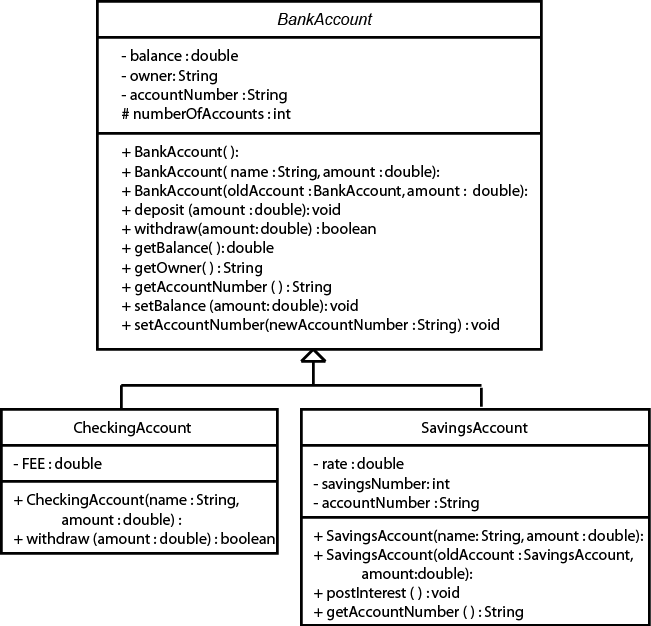 BankAccount
- balance : double
- owner: String
- accountNumber : String
# numberOfAccounts : int
+ BankAccount( ):
+ BankAccount( name : String, amount : double):
+ BankAccount(oldAccount : BankAccount, amount : double):
+ deposit (amount : double): void
+ withdraw(amount: double) : boolean
+ getBalance( ): double
+ getOwner( ) : String
+ getAccountNumber ( ) : String
+ setBalance (amount: double): void
+ setAccountNumber(newAccountNumber : String) : void
CheckingAccount
- FEE : double
+ CheckingAccount(name : String,
amount : double) :
+ withdraw (amount : double) : boolean
SavingsAccount
- rate : double
- savingsNumber: int
- accountNumber : String
+ SavingsAccount(name: String, amount : double):
+ SavingsAccount(oldAccount : SavingsAccount,
amount:double):
+ postInterest ( ) : void
+ getAccountNumber ( ) : String